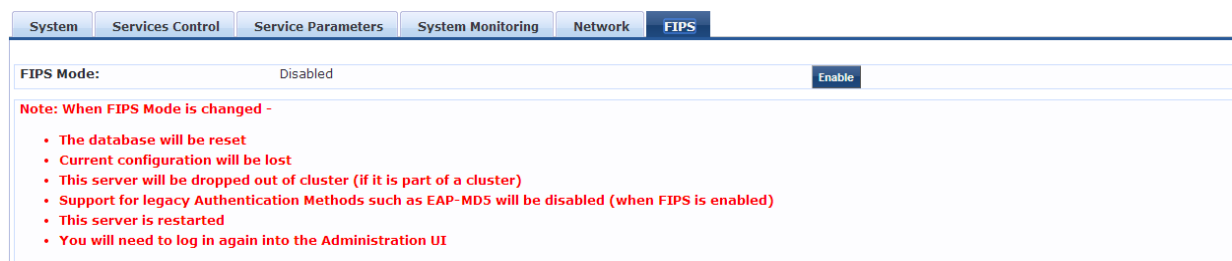 System Services Control Service Parameters System Monitoring Network FIPS
FIPS Mode: Disabled Enable
Note: When FIPS Mode is changed -
• The database will be reset
• Current configuration will be lost
• This server will be dropped out of cluster (if it is part of a cluster)
• Support for legacy Authentication Methods such as EAP-MD5 will be disabled (when FIPS is enabled)
• This server is restarted
• You will need to log in again into the Administration UI